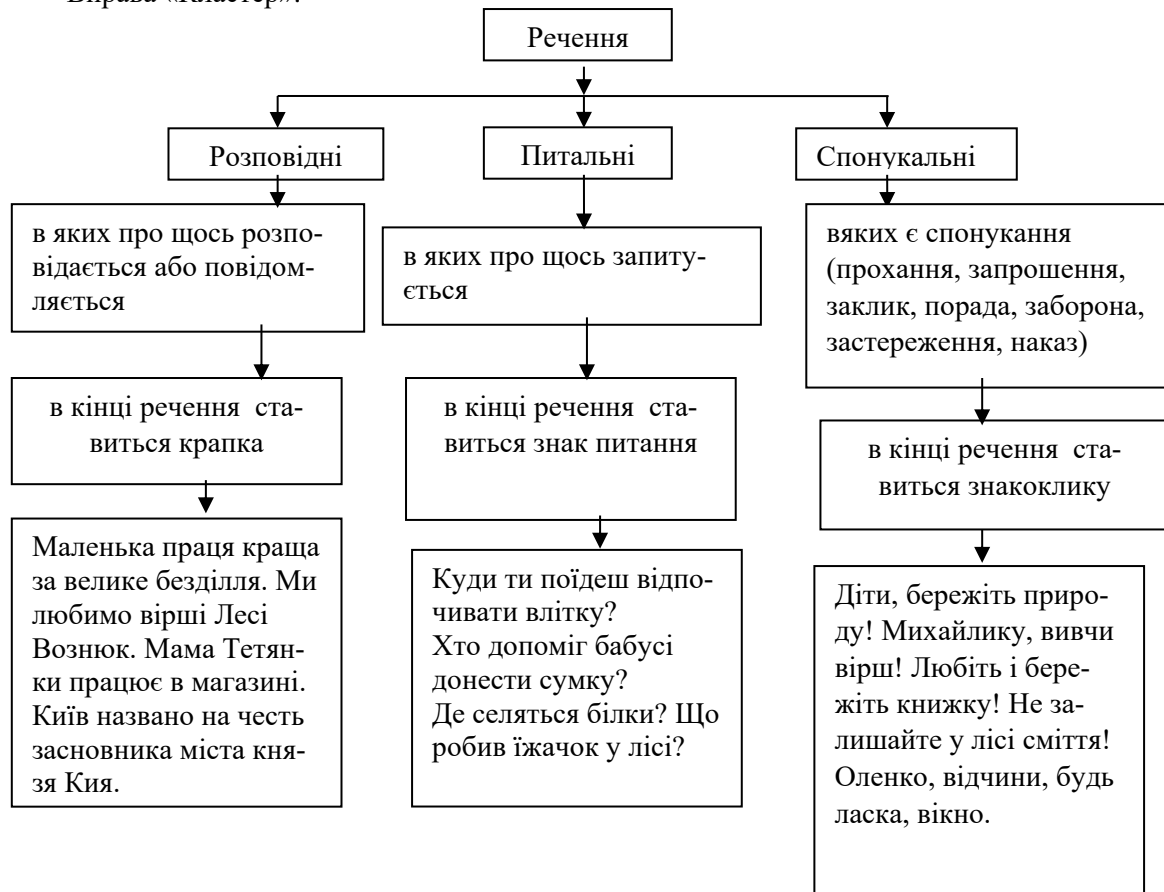 Вправа «Кластер».
Речення
Розповідні
Питальні
Спонукальні
в яких про щось розпо-
відається або повідом-
ляється
в яких про щось запиту-
ється
вяких є спонукання
(прохання, запрошення,
заклик, порада, заборона,
застереження, наказ)
в кінці речення ста-
виться крапка
в кінці речення ста-
виться знак питання
в кінці речення ста-
виться знакоклику
Маленька праця краща
за велике безділля. Ми
любимо вірші Лесі
Вознюк. Мама Тетян-
ки працює в магазині.
Київ названо на честь
засновника міста кня-
зя Кия.
Куди ти поїдеш відпо-
чивати влітку?
Хто допоміг бабусі
донести сумку?
Де селяться білки? Що
робив їжачок у лісі?
Діти, бережіть приро-
ду! Михайлику, вивчи
вірш! Любіть і бере-
жіть книжку! Не за-
лишайте у лісі сміття!
Оленко, відчини, будь
ласка, вікно.